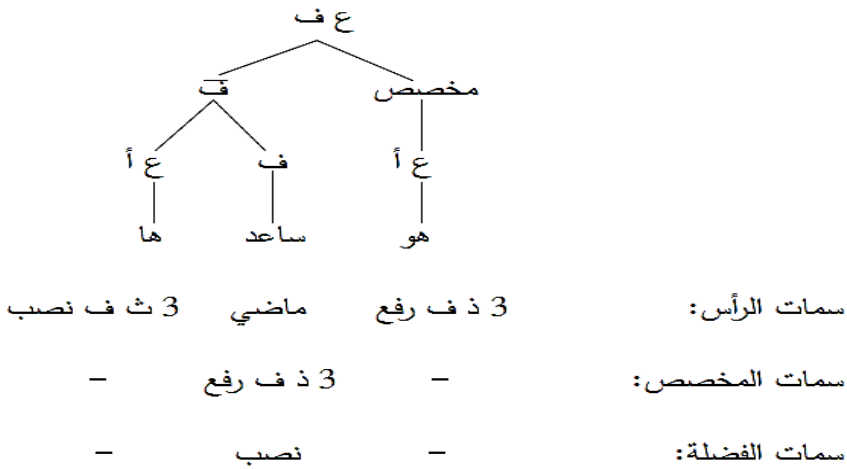 ع ف
مخصص ف̅
ع أ ف ع أ
هو ساعد ها
سمات الرأس: 3 ذ ف رفع ماضي 3 ث ف نصب
سمات المخصص: – 3 ذ ف رفع –
سمات الفضلة: – نصب –